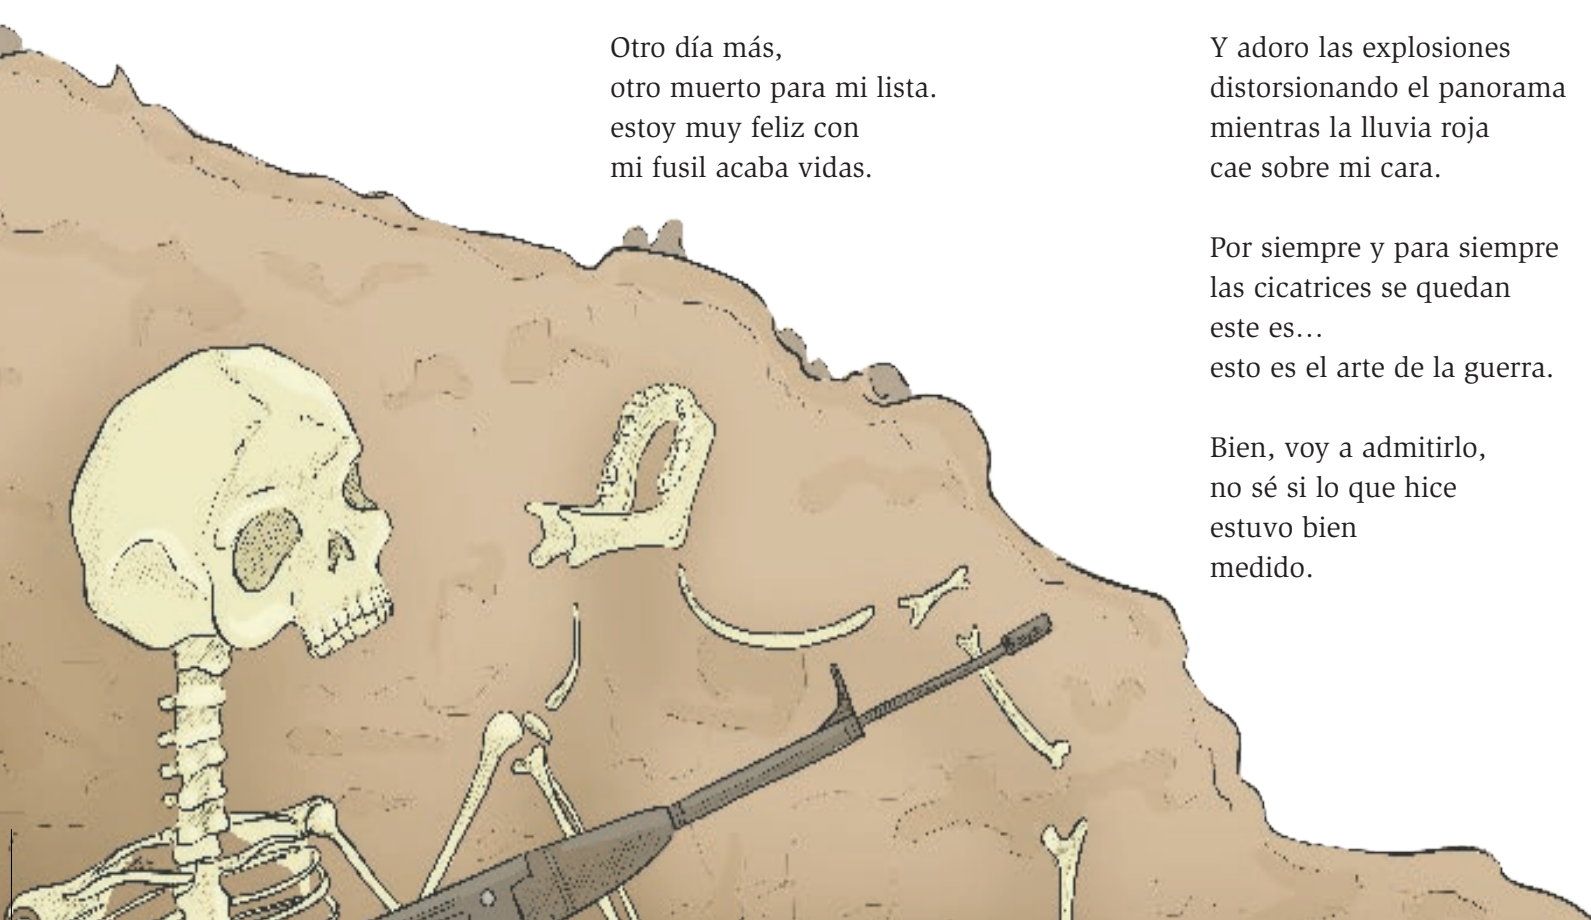 Otro día más,
otro muerto para mi lista.
estoy muy feliz con
mi fusil acaba vidas.
Y adoro las explosiones
distorsionando el panorama
mientras la lluvia roja
cae sobre mi cara.
Por siempre y para siempre
las cicatrices se quedan
este es…
esto es el arte de la guerra.
Bien, voy a admitirlo,
no sé si lo que hice
estuvo bien
medido.